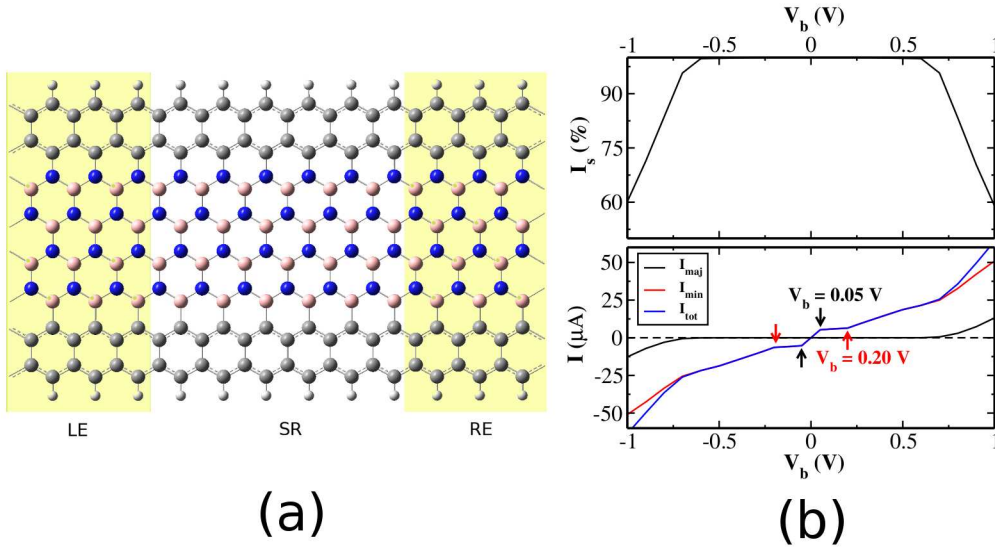 V_b (V)
-1 -0.5 0 0.5 1
90
75
60
I_s (%)
I_maj
I_min
I_tot
V_b = 0.05 V
V_b = 0.20 V
50
25
0
-25
-50
I (μA)
-1 -0.5 0 0.5 1
V_b (V)
LE SR RE
(a) (b)